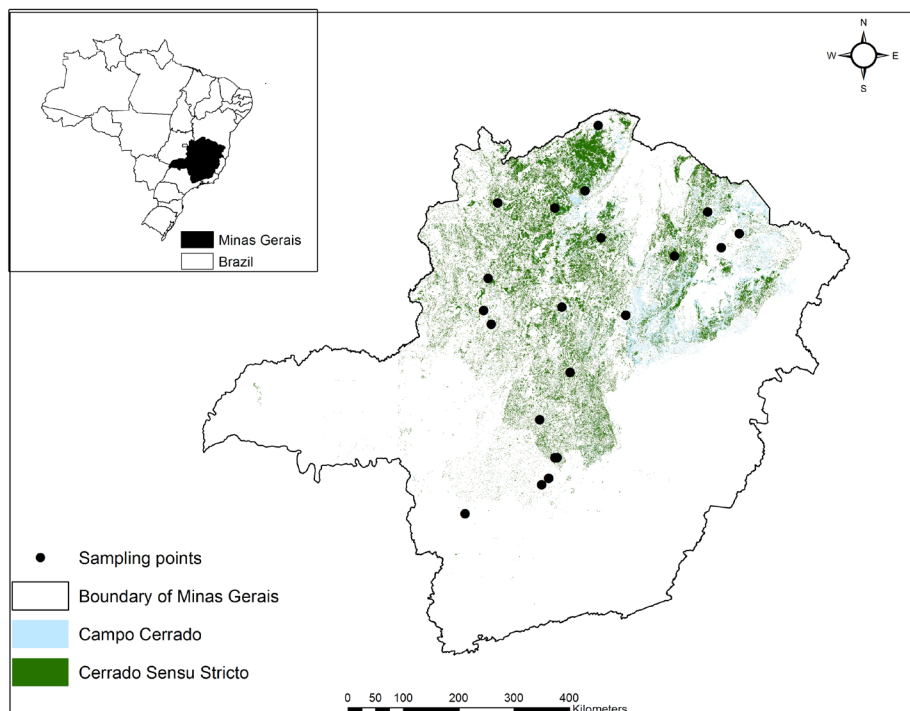 N
W E
S
Minas Gerais
Brazil
Sampling points
Boundary of Minas Gerais
Campo Cerrado
Cerrado Sensu Stricto
0 25 50 100 200 300 400
Kilometers